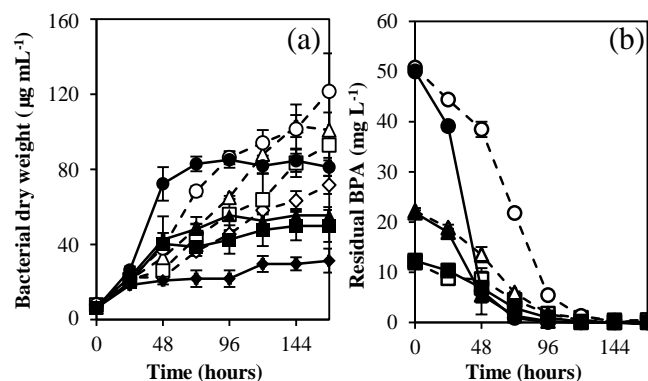 (a)
Bacterial dry weight ( µg mL-1)
160
120
80
40
0
0 48 96 144
Time (hours)
(b)
Residual BPA (mg L-1)
60
50
40
30
20
10
0
0 48 96 144
Time (hours)